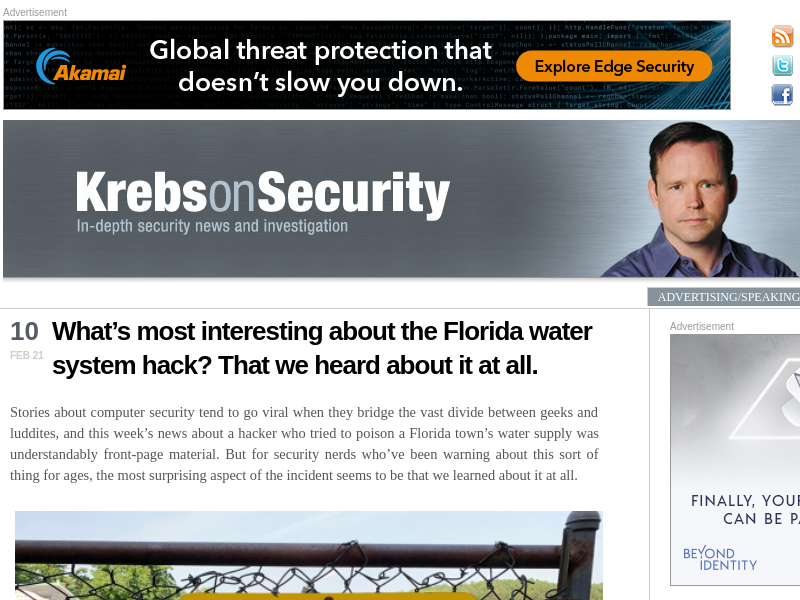 Advertisement
Akamai
Global threat protection that
doesn't slow you down.
Explore Edge Security
KrebsonSecurity
In-depth security news and investigation
ADVERTISING/SPEAKING
10
FEB 21
What's most interesting about the Florida water
system hack? That we heard about it at all.
Stories about computer security tend to go viral when they bridge the vast divide between geeks and
luddites, and this week's news about a hacker who tried to poison a Florida town's water supply was
understandably front-page material. But for security nerds who've been warning about this sort of
thing for ages, the most surprising aspect of the incident seems to be that we learned about it at all.
Advertisement
FINALLY, YOU
CAN BE PA
BEYOND
IDENTITY